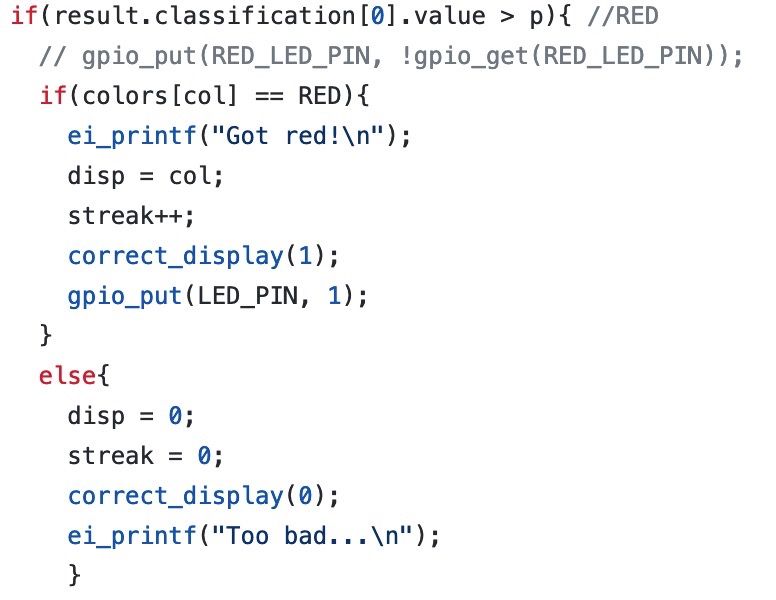 if(result.classification[0].value > p){ //RED
  // gpio_put(RED_LED_PIN, !gpio_get(RED_LED_PIN));
  if(colors[col] == RED){
    ei_printf("Got red!\n");
    disp = col;
    streak++;
    correct_display(1);
    gpio_put(LED_PIN, 1);
  }
  else{
    disp = 0;
    streak = 0;
    correct_display(0);
    ei_printf("Too bad...\n");
    }